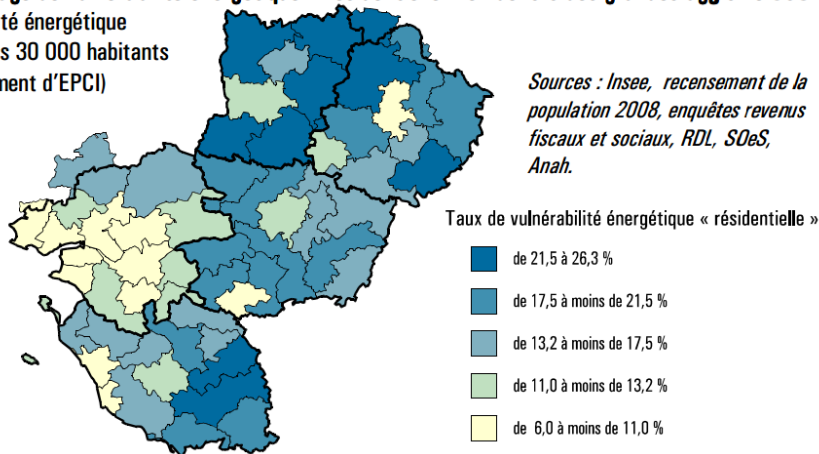 ité énergétique
s 30 000 habitants
ment d'EPCI)
Sources : Insee, recensement de la
population 2008, enquêtes revenus
fiscaux et sociaux, RDL, SOeS,
Anah.
Taux de vulnérabilité énergétique « résidentielle »
de 21,5 à 26,3 %
de 17,5 à moins de 21,5 %
de 13,2 à moins de 17,5 %
de 11,0 à moins de 13,2 %
de 6,0 à moins de 11,0 %